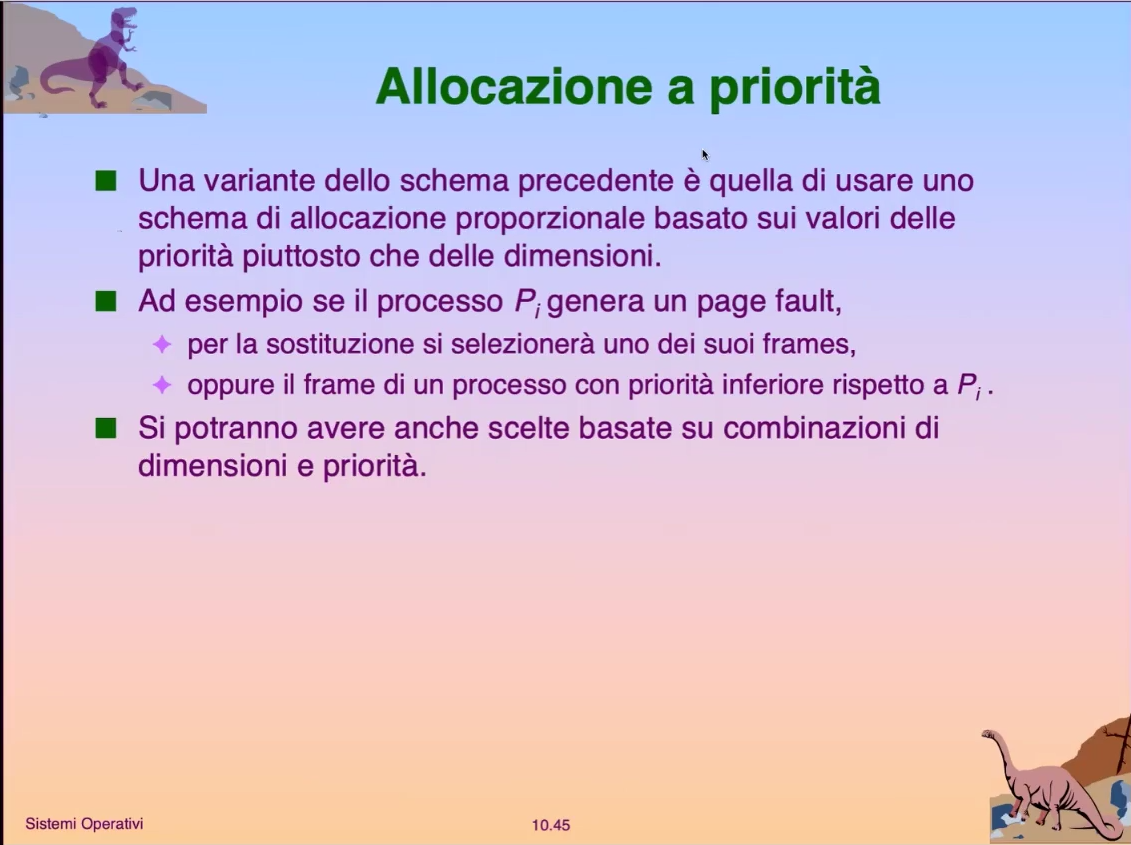 Allocazione a priorità
Una variante dello schema precedente è quella di usare uno
schema di allocazione proporzionale basato sui valori delle
priorità piuttosto che delle dimensioni.
Ad esempio se il processo Pi genera un page fault,
per la sostituzione si selezionerà uno dei suoi frames,
oppure il frame di un processo con priorità inferiore rispetto a Pi .
Si potranno avere anche scelte basate su combinazioni di
dimensioni e priorità.
Sistemi Operativi
10.45